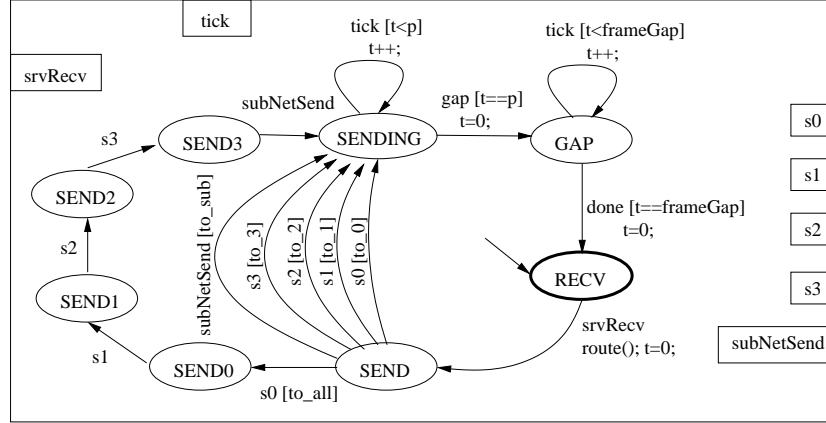 tick
tick [t<p]
t++;
tick [t<frameGap]
t++;
srvRecv
subNetSend
gap [t==p]
t=0;
s3
SEND3
SENDING
GAP
s0
SEND2
s1
s2
subNetSend [to_sub]
s3 [to_3]
s2 [to_2]
s1 [to_1]
s0 [to_0]
done [t==frameGap]
t=0;
s2
SEND1
RECV
s3
s1
SEND0
SEND
srvRecv
route(); t=0;
subNetSend
s0 [to_all]